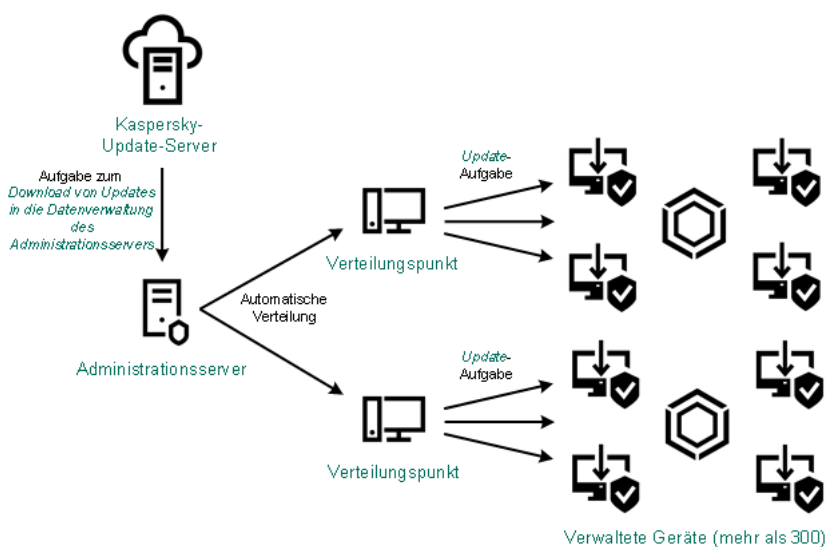 Kaspersky-
Update-Server
Aufgabe zum
Download von Updates
in die Datenverwaltung
des
Administrationsservers
Administrationsserver
Automatische
Verteilung
Verteilungspunkt
Update-
Aufgabe
Verteilungspunkt
Update-
Aufgabe
Verwaltete Geräte (mehr als 300)